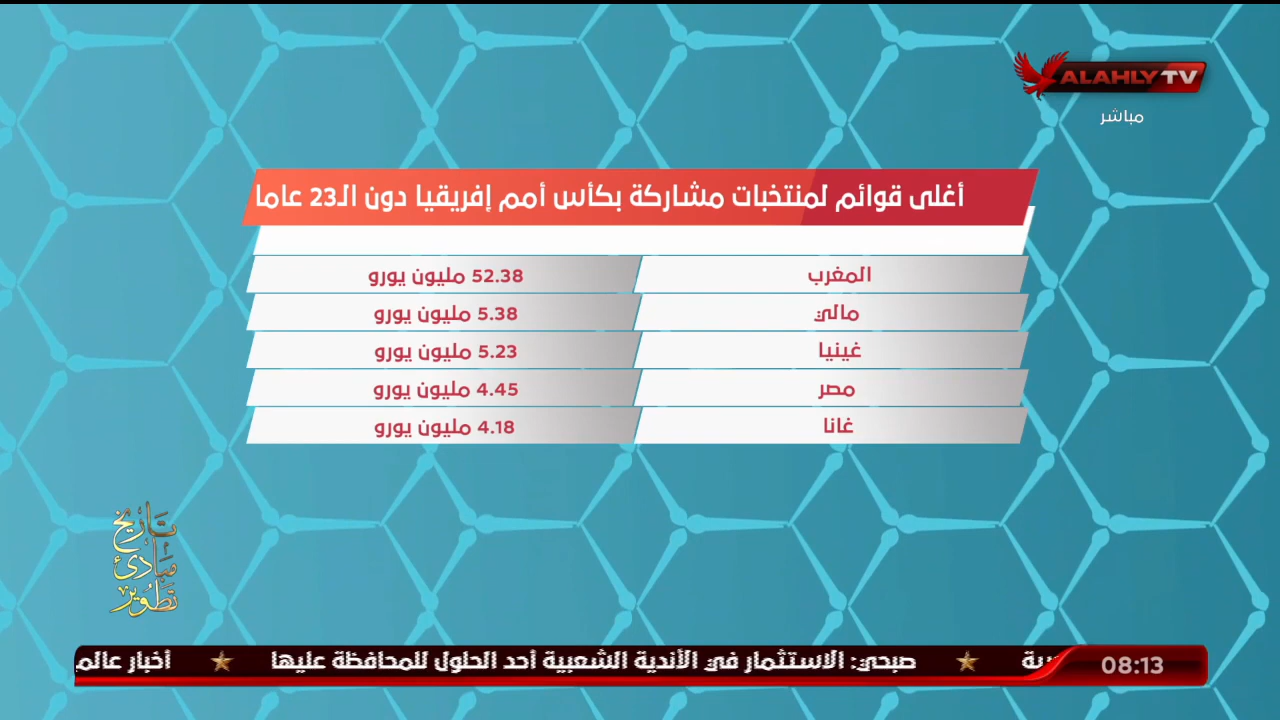 ALAHLY TV
مباشر
أغلى قوائم لمنتخبات مشاركة بكأس أمم إفريقيا دون الـ23 عاما
المغرب 52.38 مليون يورو
مالي 5.38 مليون يورو
غينيا 5.23 مليون يورو
مصر 4.45 مليون يورو
غانا 4.18 مليون يورو
تاريخ
مبادئ
تطوير
08:13 صبحي: الاستثمار في الأندية الشعبية أحد الحلول للمحافظة عليها أخبار